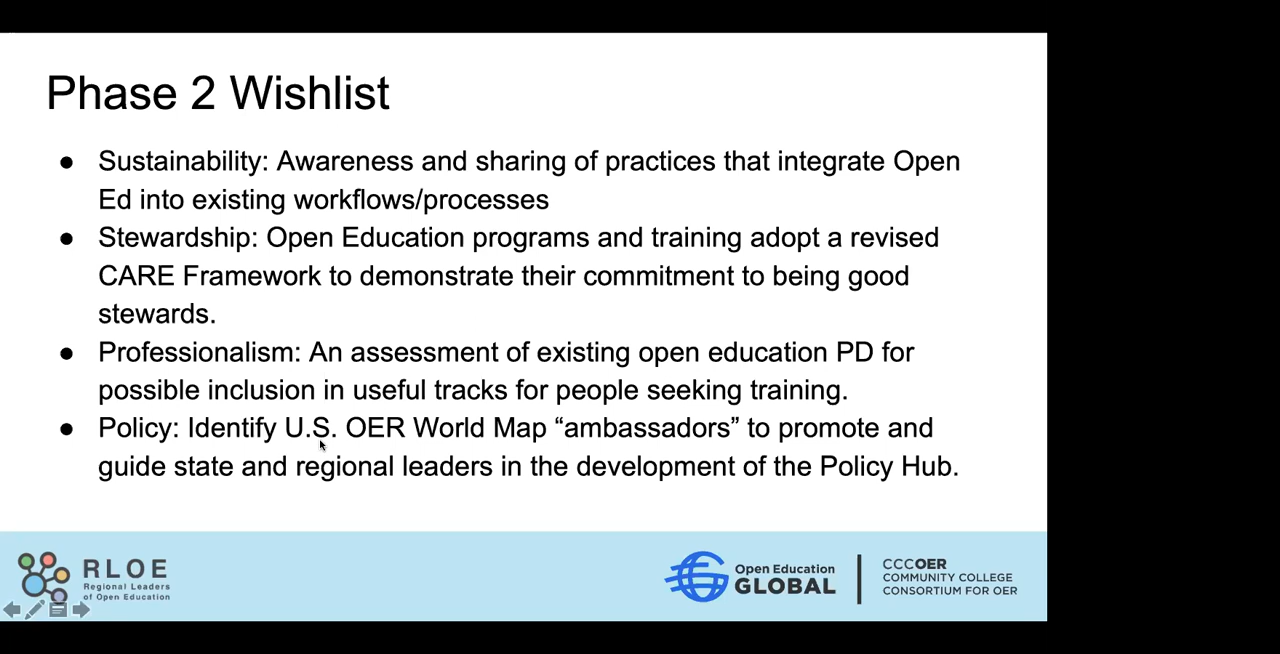 Phase 2 Wishlist
● Sustainability: Awareness and sharing of practices that integrate Open
Ed into existing workflows/processes
● Stewardship: Open Education programs and training adopt a revised
CARE Framework to demonstrate their commitment to being good
stewards.
● Professionalism: An assessment of existing open education PD for
possible inclusion in useful tracks for people seeking training.
● Policy: Identify U.S. OER World Map “ambassadors” to promote and
guide state and regional leaders in the development of the Policy Hub.
RLOE
Regional Leaders
of Open Education
Open Education
GLOBAL
CCCOER
COMMUNITY COLLEGE
CONSORTIUM FOR OER